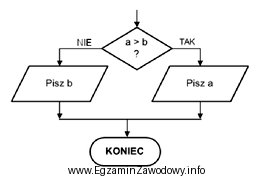 a > b
?
NIE
TAK
Pisz b
Pisz a
KONIEC
www.EgzaminZawodowy.info